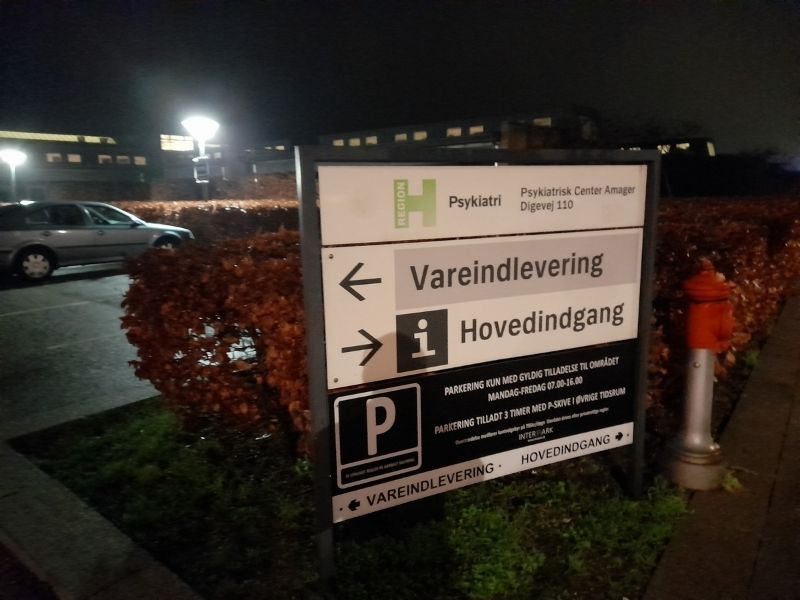 REGION H
Psykiatri
Psykiatrisk Center Amager
Digevej 110
← Vareindlevering
→ i Hovedindgang
P
PARKERING KUN MED GYLDIG TILLADELSE TIL OMRÅDET
MANDAG-FREDAG 07.00-16.00
PARKERING TILLADT 3 TIMER MED P-SKIVE I ØVRIGE TIDSRUM
INTERPARK
← VAREINDLEVERING · HOVEDINDGANG →